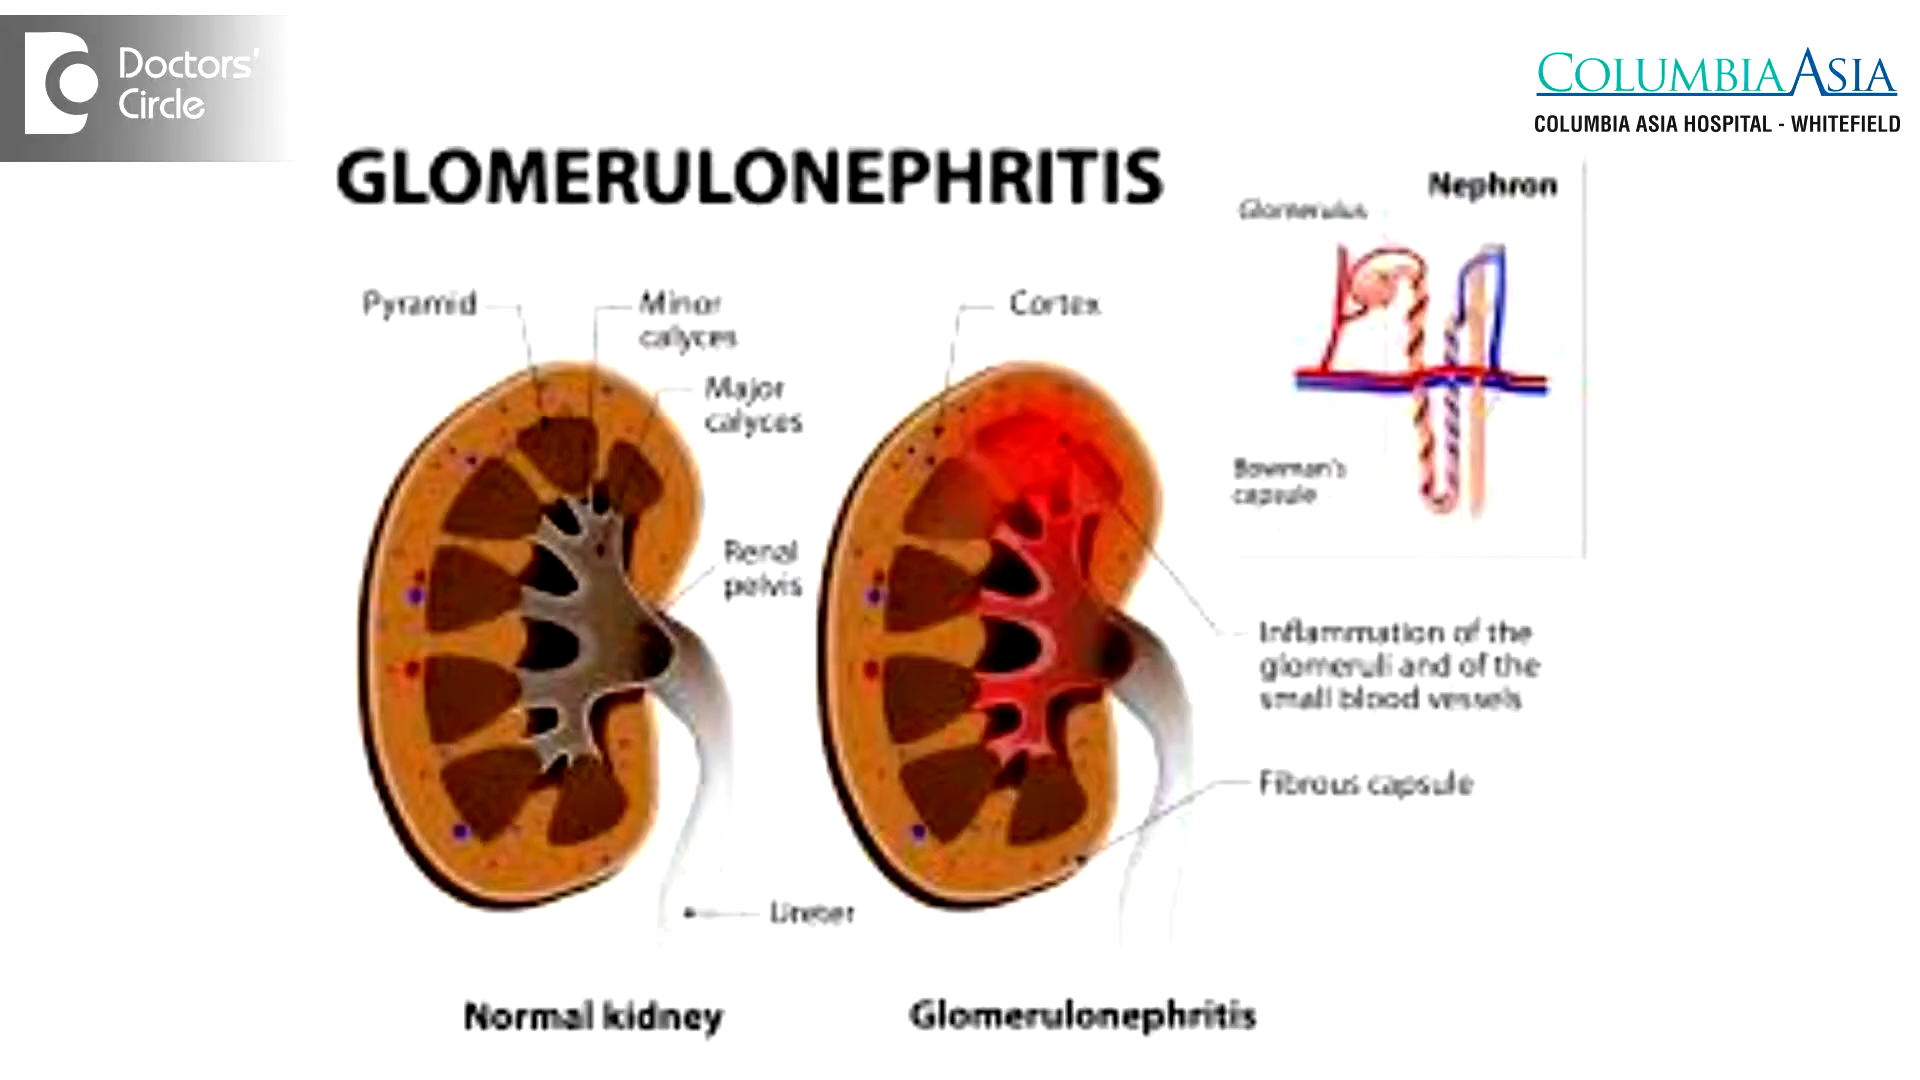 Doctors'
Circle
COLUMBIA ASIA
COLUMBIA ASIA HOSPITAL - WHITEFIELD
GLOMERULONEPHRITIS
Nephron
Glomerulus
Pyramid
Minor
calyces
Cortex
Major
calyces
Bowman's
capsule
Renal
pelvis
Inflammation of the
glomeruli and of the
small blood vessels
Fibrous capsule
Ureter
Normal kidney
Glomerulonephritis